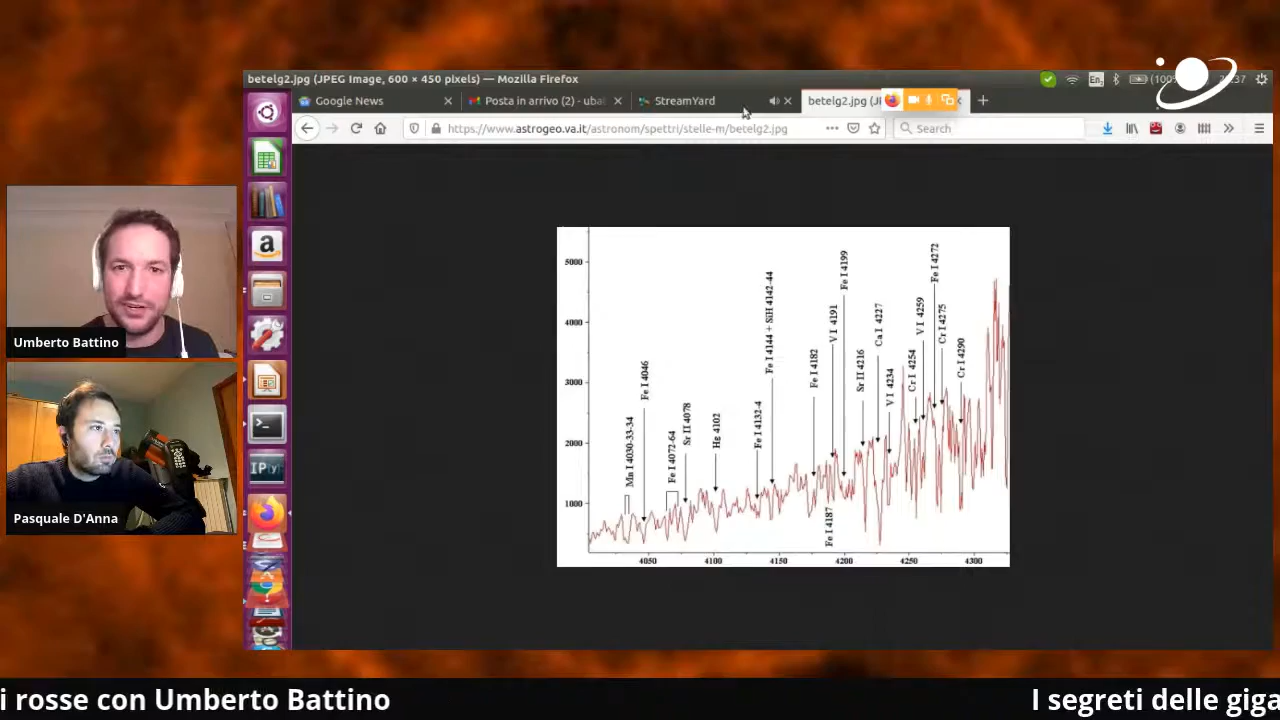 betelg2.jpg (JPEG Image, 600 × 450 pixels) — Mozilla Firefox
En
Google News
Posta in arrivo (2) - uba
StreamYard
betelg2.jpg
https://www.astrogeo.va.it/astronom/spettri/stelle-m/betelg2.jpg
Search
5000
4000
3000
2000
1000
Mn I 4030-33-34
Fe I 4046
Fe I 4072-64
Sr II 4078
Fe I 4132-4
Fe I 4144 + SiH 4142-44
Fe I 4182
V I 4191
Fe I 4187
Fe I 4199
Sr II 4216
Ca I 4227
V I 4234
Cr I 4254
V I 4259
Fe I 4272
Cr I 4275
Cr I 4290
4050
4100
4150
4200
4250
4300
Umberto Battino
Pasquale D'Anna
i rosse con Umberto Battino
I segreti delle giga